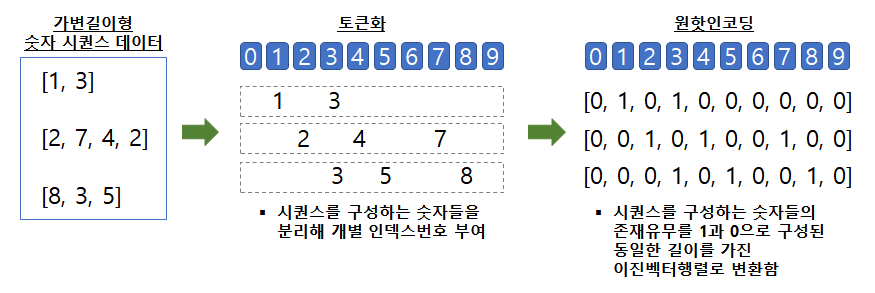 가변길이형
숫자 시퀀스 데이터
[1, 3]
[2, 7, 4, 2]
[8, 3, 5]
토큰화
0 1 2 3 4 5 6 7 8 9
1 3
2 4 7
3 5 8
▪ 시퀀스를 구성하는 숫자들을
분리해 개별 인덱스번호 부여
원핫인코딩
0 1 2 3 4 5 6 7 8 9
[0, 1, 0, 1, 0, 0, 0, 0, 0, 0]
[0, 0, 1, 0, 1, 0, 0, 1, 0, 0]
[0, 0, 0, 1, 0, 1, 0, 0, 1, 0]
▪ 시퀀스를 구성하는 숫자들의
존재유무를 1과 0으로 구성된
동일한 길이를 가진
이진벡터행렬로 변환함